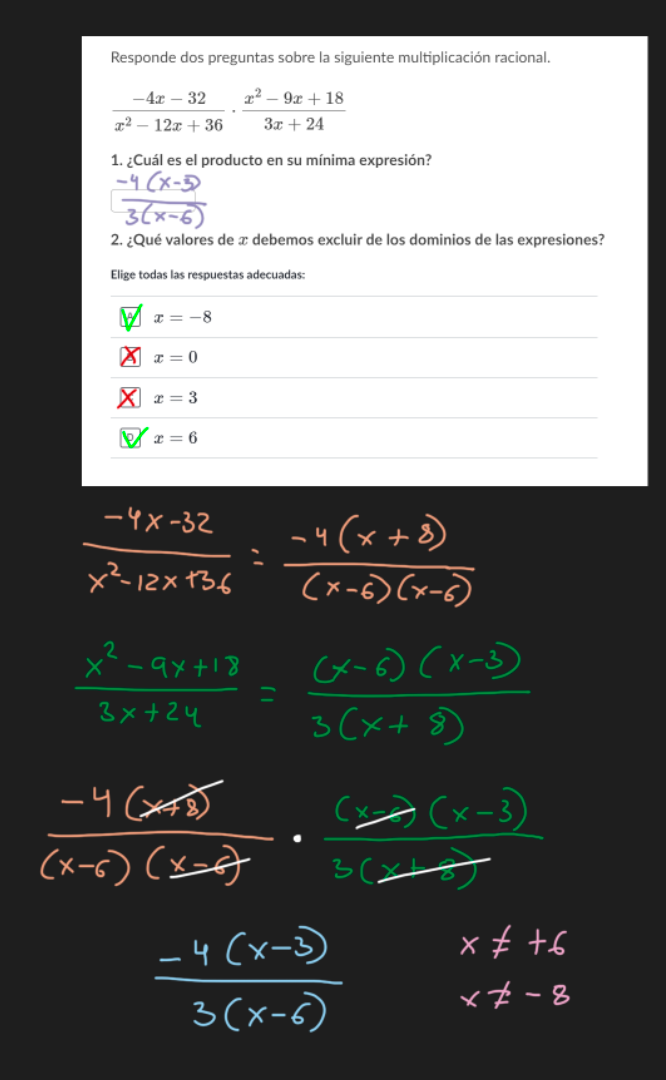 Responde dos preguntas sobre la siguiente multiplicación racional.
\frac{-4x - 32}{x^2 - 12x + 36} \cdot \frac{x^2 - 9x + 18}{3x + 24}
1. ¿Cuál es el producto en su mínima expresión?
\frac{-4(x-3)}{3(x-6)}
2. ¿Qué valores de x debemos excluir de los dominios de las expresiones?
Elige todas las respuestas adecuadas:
A x = -8
x = 0
x = 3
D x = 6
\frac{-4x-32}{x^2-12x+36} = \frac{-4(x+8)}{(x-6)(x-6)}
\frac{x^2-9x+18}{3x+24} = \frac{(x-6)(x-3)}{3(x+8)}
\frac{-4(x+8)}{(x-6)(x-6)} \cdot \frac{(x-6)(x-3)}{3(x+8)}
\frac{-4(x-3)}{3(x-6)}
x ≠ +6
x ≠ -8